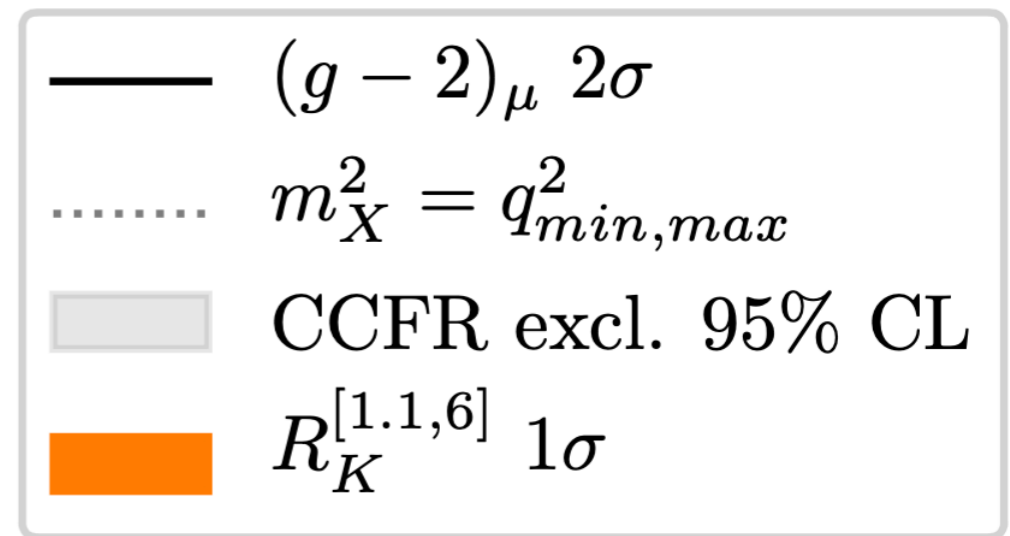 (g − 2)_μ 2σ
m_X^2 = q_{min,max}^2
CCFR excl. 95% CL
R_K^{[1.1,6]} 1σ